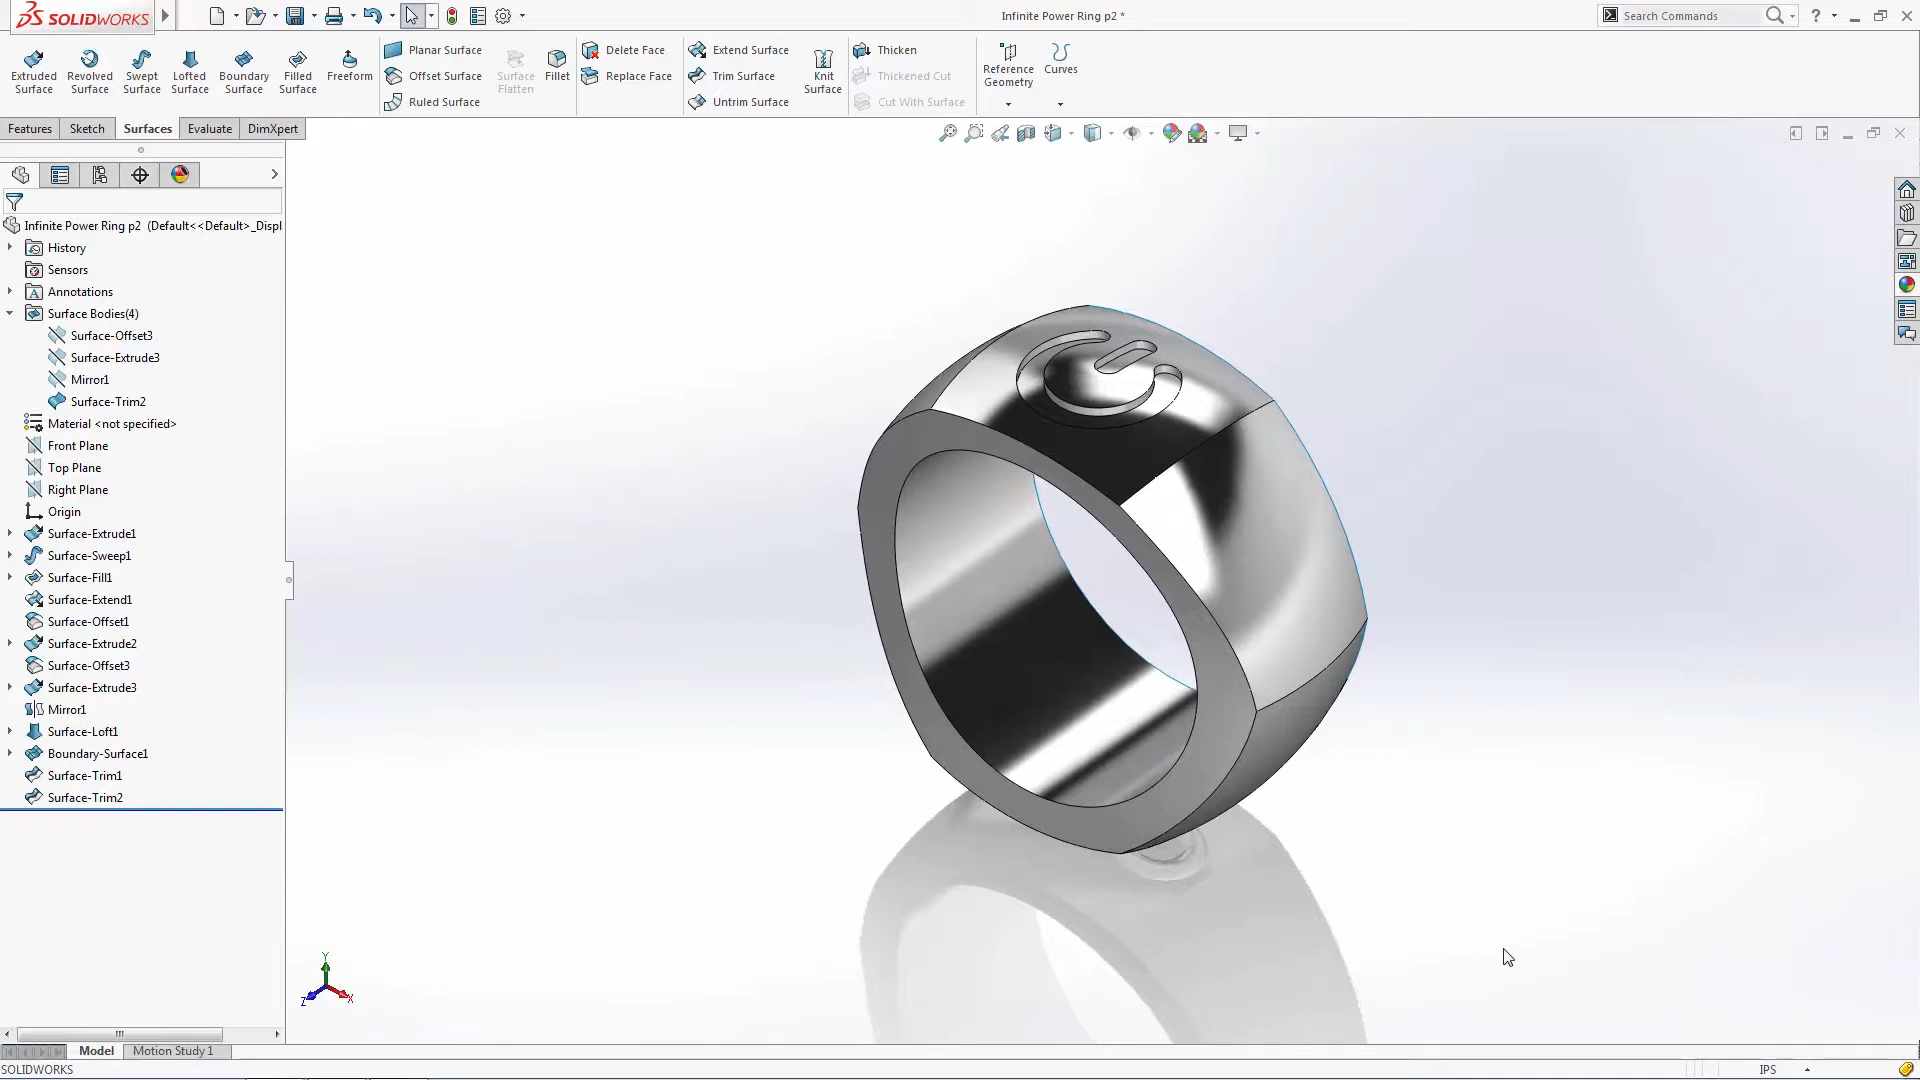 SOLIDWORKS
Infinite Power Ring p2 *
Search Commands
?
Extruded Surface
Revolved Surface
Swept Surface
Lofted Surface
Boundary Surface
Filled Surface
Freeform
Planar Surface
Offset Surface
Ruled Surface
Surface Flatten
Fillet
Delete Face
Replace Face
Extend Surface
Trim Surface
Untrim Surface
Knit Surface
Thicken
Thickened Cut
Cut With Surface
Reference Geometry
Curves
Features
Sketch
Surfaces
Evaluate
DimXpert
Infinite Power Ring p2 (Default<<Default>_Displ
History
Sensors
Annotations
Surface Bodies(4)
Surface-Offset3
Surface-Extrude3
Mirror1
Surface-Trim2
Material <not specified>
Front Plane
Top Plane
Right Plane
Origin
Surface-Extrude1
Surface-Sweep1
Surface-Fill1
Surface-Extend1
Surface-Offset1
Surface-Extrude2
Surface-Offset3
Surface-Extrude3
Mirror1
Surface-Loft1
Boundary-Surface1
Surface-Trim1
Surface-Trim2
Y
Z
X
Model
Motion Study 1
SOLIDWORKS
IPS